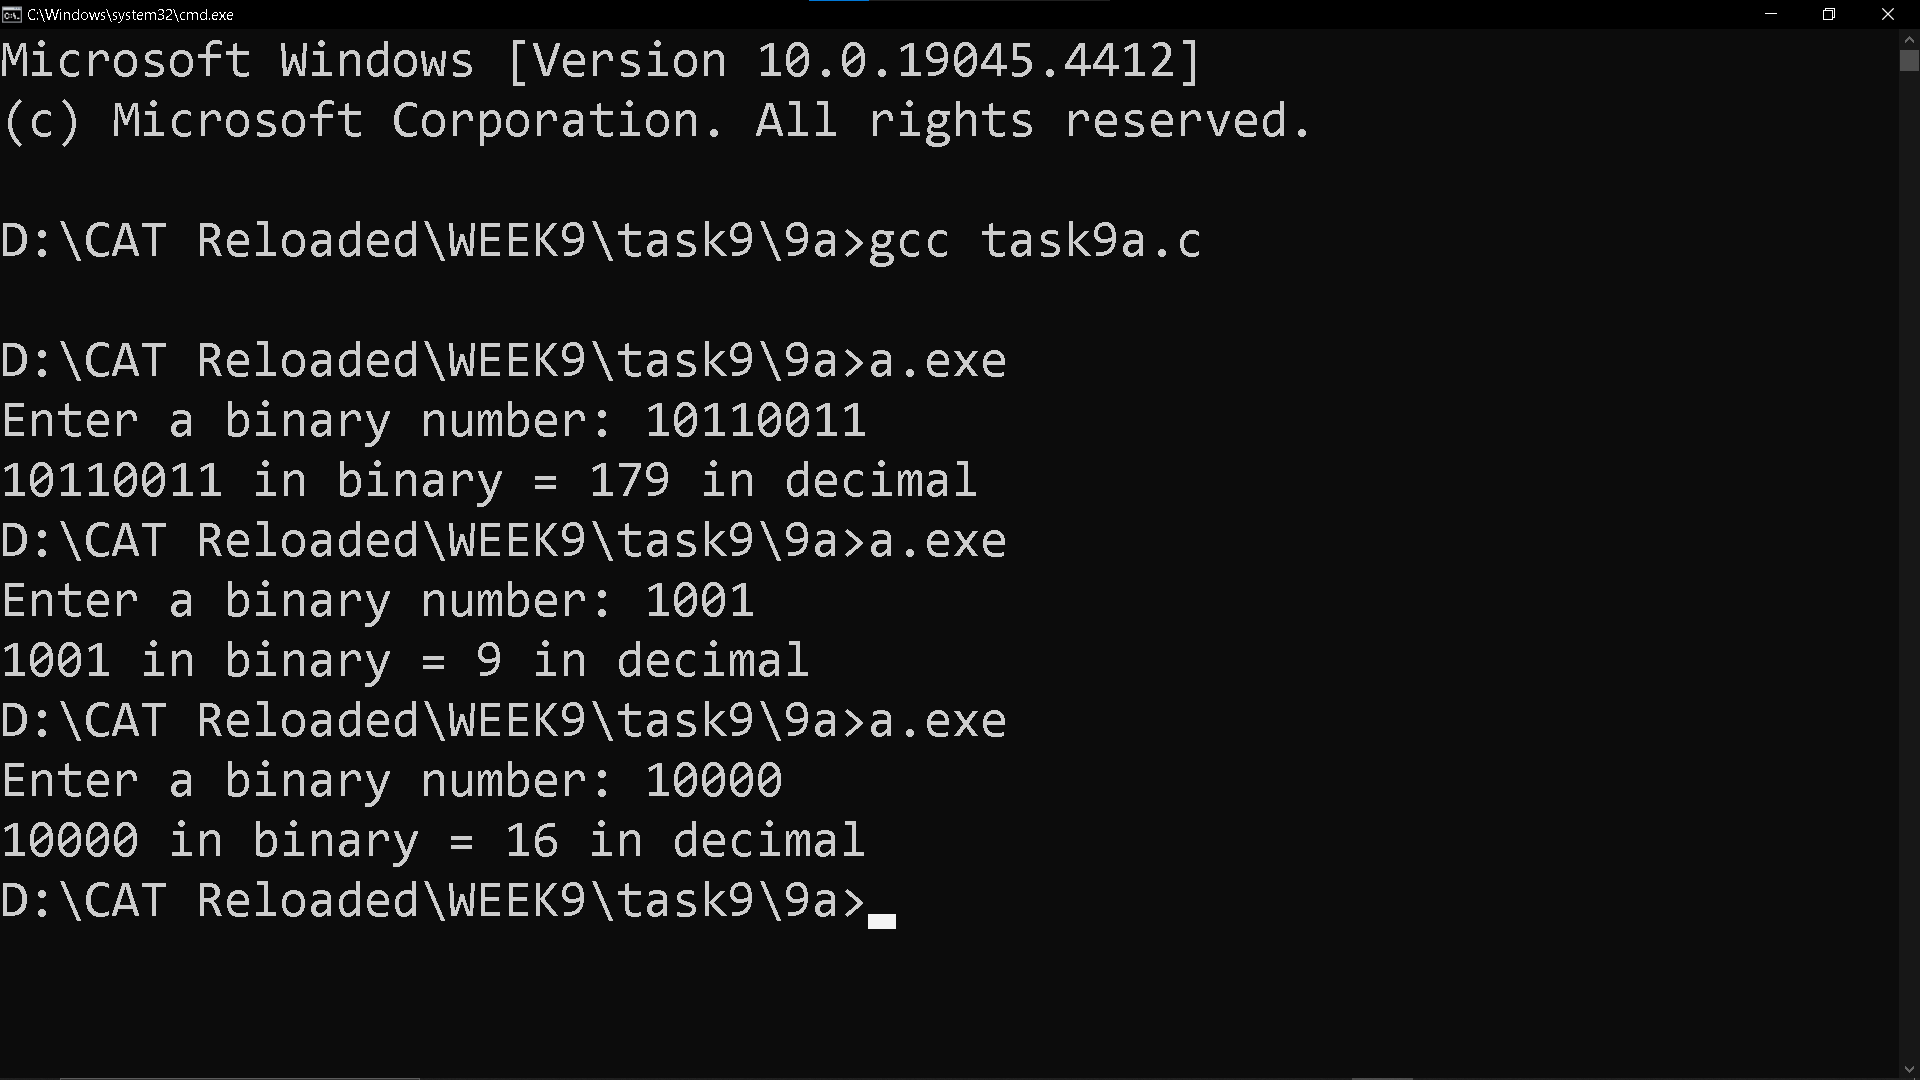 C:\Windows\system32\cmd.exe
Microsoft Windows [Version 10.0.19045.4412]
(c) Microsoft Corporation. All rights reserved.
D:\CAT Reloaded\WEEK9\task9\9a>gcc task9a.c
D:\CAT Reloaded\WEEK9\task9\9a>a.exe
Enter a binary number: 10110011
10110011 in binary = 179 in decimal
D:\CAT Reloaded\WEEK9\task9\9a>a.exe
Enter a binary number: 1001
1001 in binary = 9 in decimal
D:\CAT Reloaded\WEEK9\task9\9a>a.exe
Enter a binary number: 10000
10000 in binary = 16 in decimal
D:\CAT Reloaded\WEEK9\task9\9a>